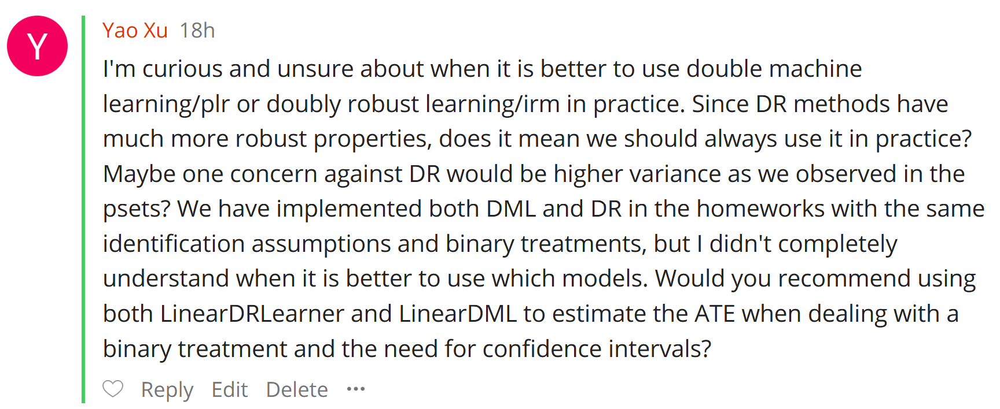 Y
Yao Xu 18h
I'm curious and unsure about when it is better to use double machine
learning/plr or doubly robust learning/irm in practice. Since DR methods have
much more robust properties, does it mean we should always use it in practice?
Maybe one concern against DR would be higher variance as we observed in the
psets? We have implemented both DML and DR in the homeworks with the same
identification assumptions and binary treatments, but I didn't completely
understand when it is better to use which models. Would you recommend using
both LinearDRLearner and LinearDML to estimate the ATE when dealing with a
binary treatment and the need for confidence intervals?
Reply Edit Delete ···